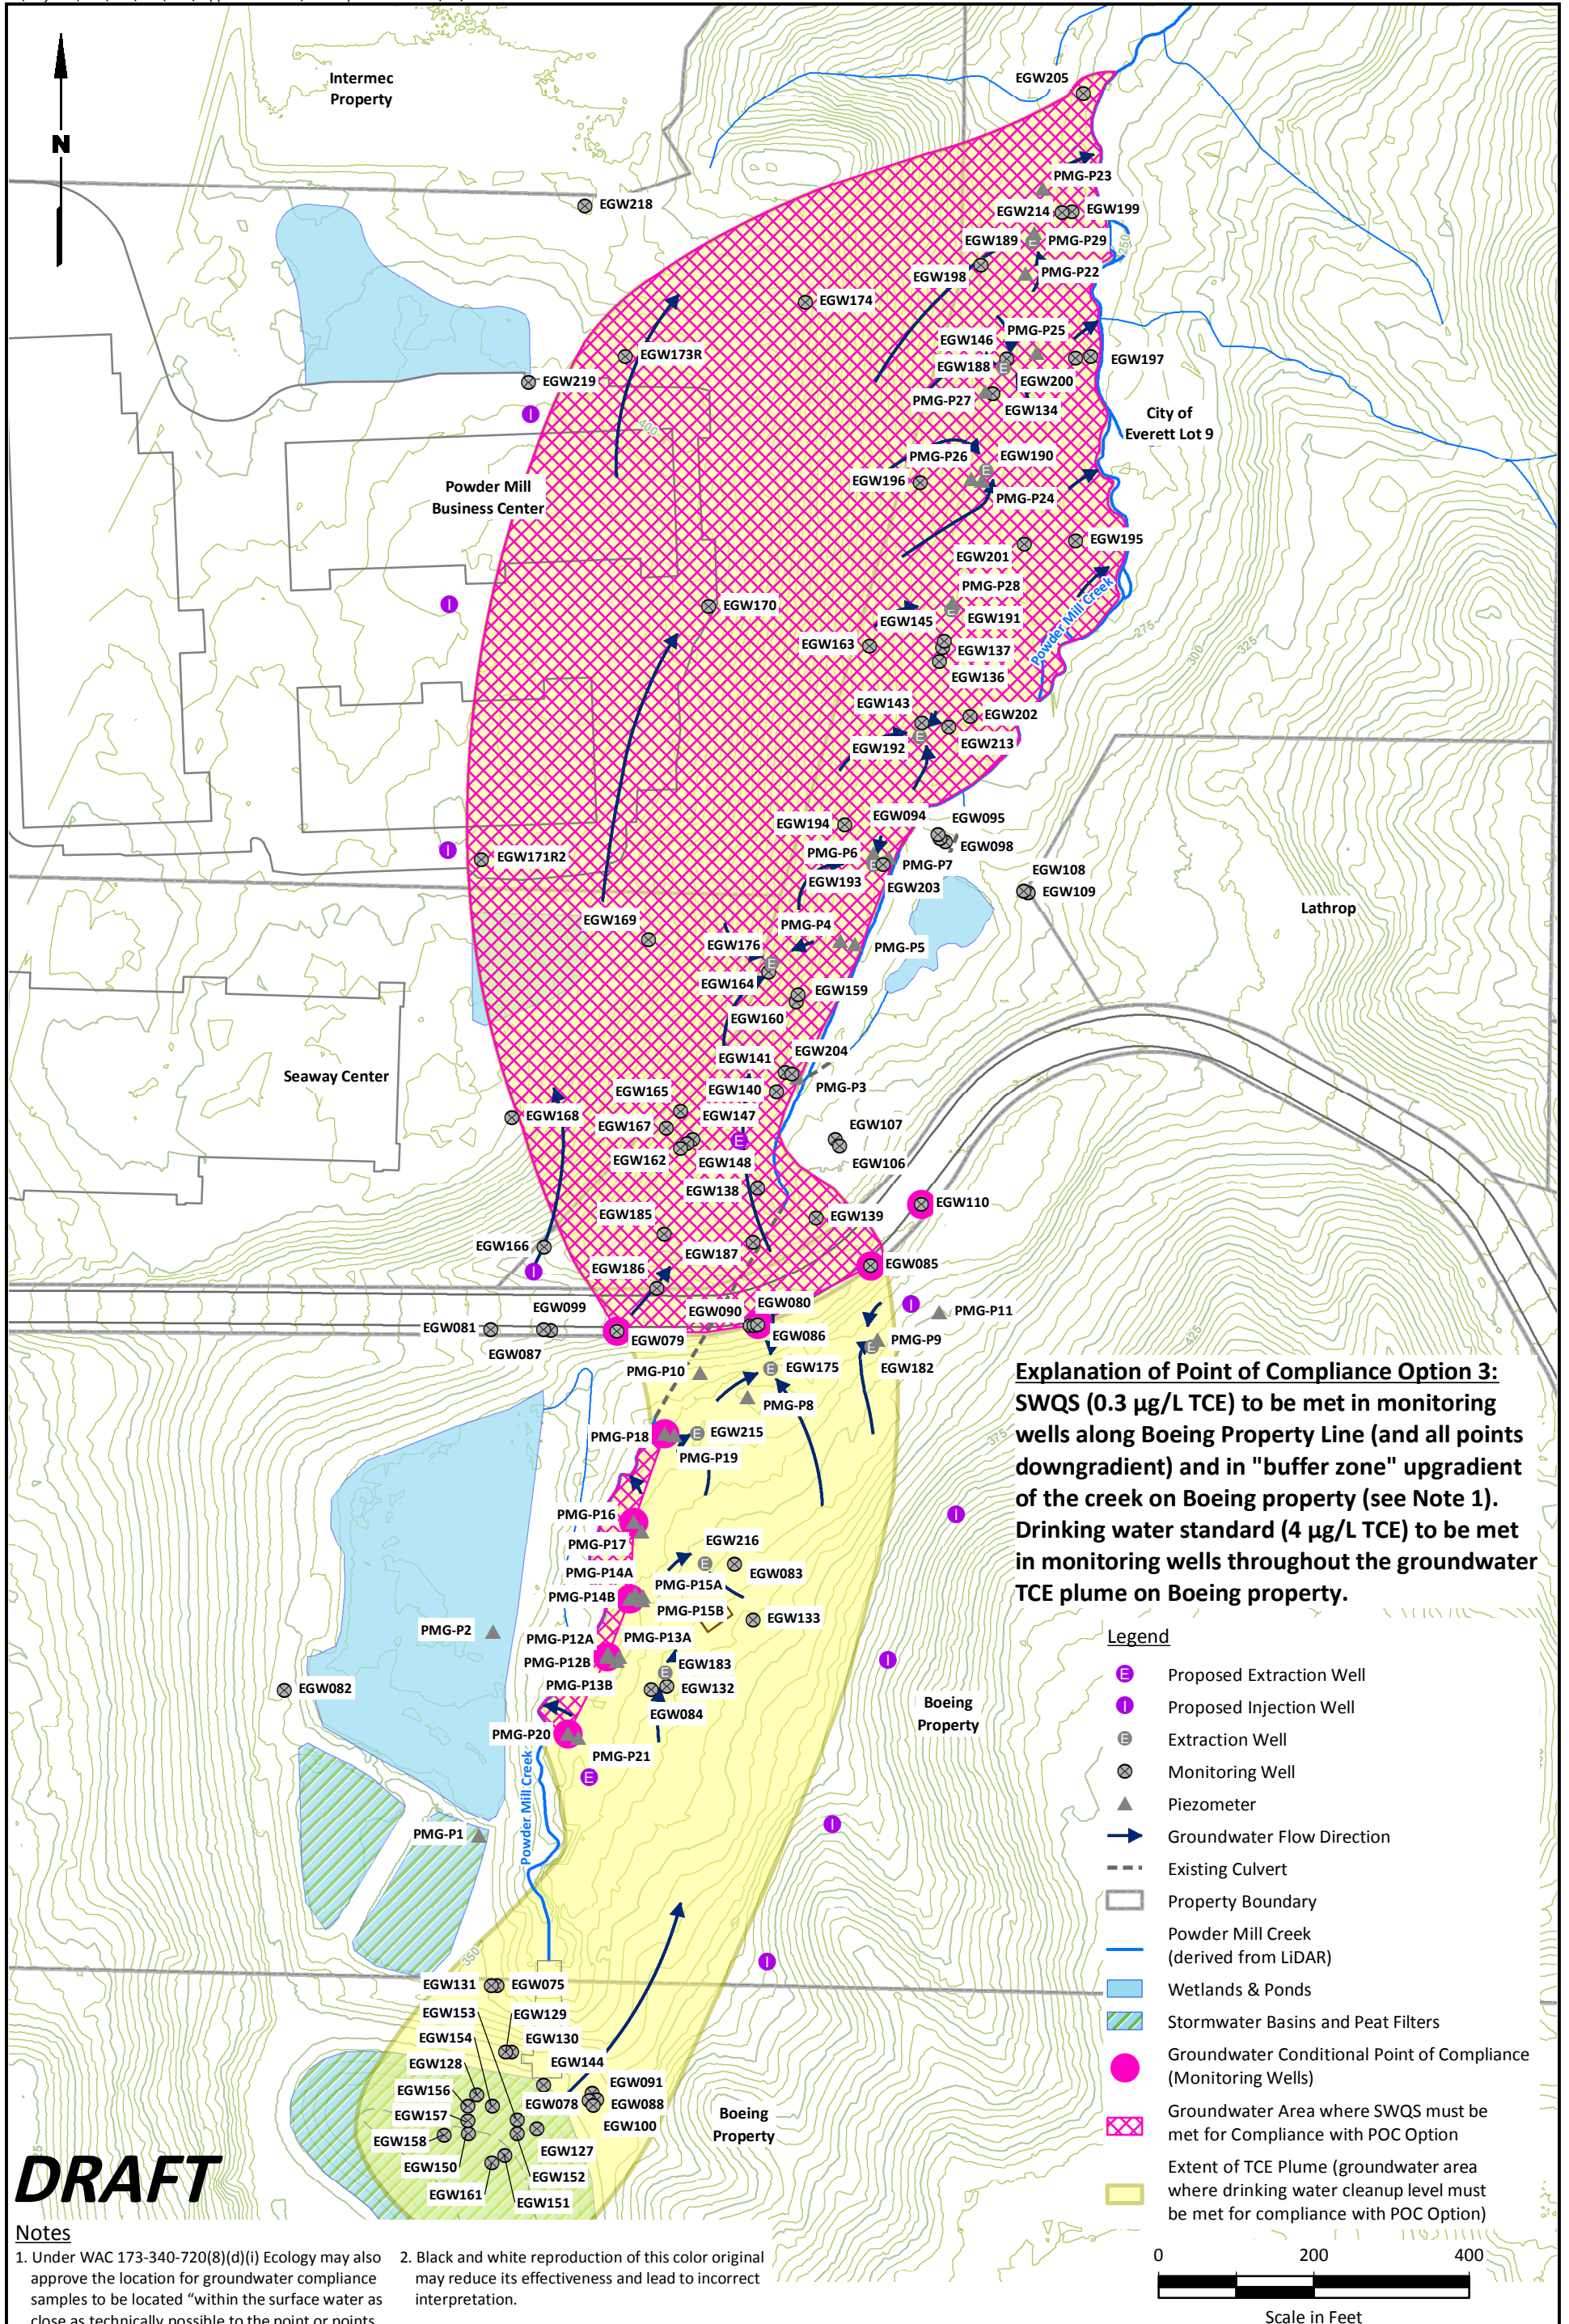 EGW205
Intermec
Property
N
PMG-P23
EGW218
EGW214
EGW199
EGW189
PMG-P29
250
EGW198
PMG-P22
EGW174
PMG-P25
EGW146
EGW173R
EGW197
EGW188
EGW219
EGW200
PMG-P27
EGW134
City of
Everett Lot 9
400
PMG-P26
EGW190
EGW196
Powder Mill
Business Center
PMG-P24
EGW195
EGW201
PMG-P28
EGW170
EGW145
EGW191
Powder Mill Creek
275
300
325
EGW163
EGW137
EGW136
EGW143
EGW202
EGW192
EGW213
EGW194
EGW094
EGW095
EGW098
PMG-P6
EGW171R2
PMG-P7
EGW193
EGW203
EGW108
EGW109
Lathrop
EGW169
PMG-P4
EGW176
PMG-P5
EGW164
EGW159
EGW160
EGW204
EGW141
Seaway Center
EGW140
PMG-P3
EGW165
EGW168
EGW147
EGW167
EGW107
EGW162
EGW148
EGW106
EGW138
EGW110
EGW185
EGW139
EGW166
EGW187
EGW085
EGW186
EGW080
EGW099
EGW090
PMG-P11
EGW081
EGW079
EGW086
PMG-P9
EGW087
425
PMG-P10
EGW175
EGW182
PMG-P8
PMG-P18
EGW215
375
PMG-P19
PMG-P16
PMG-P17
EGW216
PMG-P14A
EGW083
PMG-P15A
PMG-P14B
PMG-P15B
EGW133
PMG-P2
PMG-P12A
PMG-P13A
PMG-P12B
EGW183
PMG-P13B
EGW132
EGW082
EGW084
Boeing
Property
PMG-P20
PMG-P21
Powder Mill Creek
PMG-P1
350
EGW131
EGW075
EGW153
EGW129
EGW154
EGW130
EGW128
EGW144
EGW156
EGW091
EGW078
EGW088
EGW157
EGW100
EGW158
Boeing
Property
EGW127
EGW150
EGW152
EGW161
EGW151
Explanation of Point of Compliance Option 3:
SWQS (0.3 µg/L TCE) to be met in monitoring
wells along Boeing Property Line (and all points
downgradient) and in "buffer zone" upgradient
of the creek on Boeing property (see Note 1).
Drinking water standard (4 µg/L TCE) to be met
in monitoring wells throughout the groundwater
TCE plume on Boeing property.
Legend
E Proposed Extraction Well
I Proposed Injection Well
E Extraction Well
Monitoring Well
Piezometer
Groundwater Flow Direction
Existing Culvert
Property Boundary
Powder Mill Creek
(derived from LiDAR)
Wetlands & Ponds
Stormwater Basins and Peat Filters
Groundwater Conditional Point of Compliance
(Monitoring Wells)
Groundwater Area where SWQS must be
met for Compliance with POC Option
Extent of TCE Plume (groundwater area
where drinking water cleanup level must
be met for compliance with POC Option)
DRAFT
Notes
1. Under WAC 173-340-720(8)(d)(i) Ecology may also
approve the location for groundwater compliance
samples to be located “within the surface water as
close as technically possible to the point or points
2. Black and white reproduction of this color original
may reduce its effectiveness and lead to incorrect
interpretation.
0 200 400
Scale in Feet